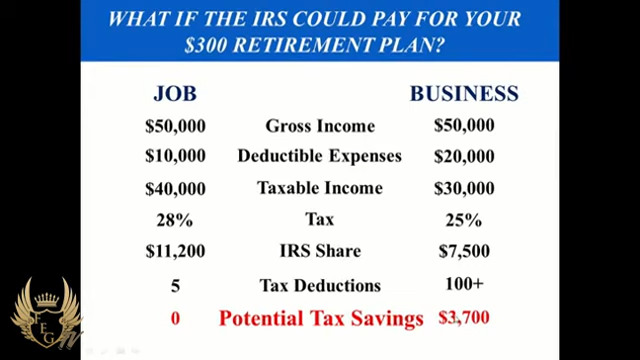 WHAT IF THE IRS COULD PAY FOR YOUR
$300 RETIREMENT PLAN?
JOB BUSINESS
$50,000 Gross Income $50,000
$10,000 Deductible Expenses $20,000
$40,000 Taxable Income $30,000
28% Tax 25%
$11,200 IRS Share $7,500
5 Tax Deductions 100+
0 Potential Tax Savings $3,700
FEG
TV